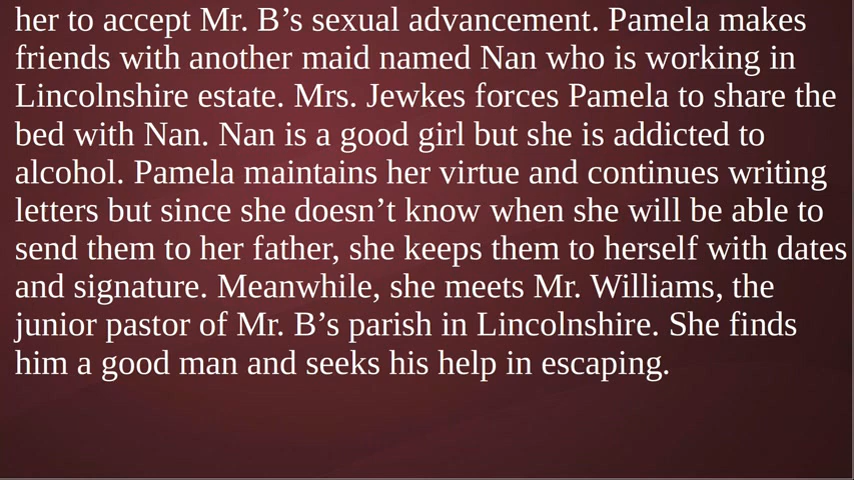 her to accept Mr. B’s sexual advancement. Pamela makes
friends with another maid named Nan who is working in
Lincolnshire estate. Mrs. Jewkes forces Pamela to share the
bed with Nan. Nan is a good girl but she is addicted to
alcohol. Pamela maintains her virtue and continues writing
letters but since she doesn’t know when she will be able to
send them to her father, she keeps them to herself with dates
and signature. Meanwhile, she meets Mr. Williams, the
junior pastor of Mr. B’s parish in Lincolnshire. She finds
him a good man and seeks his help in escaping.